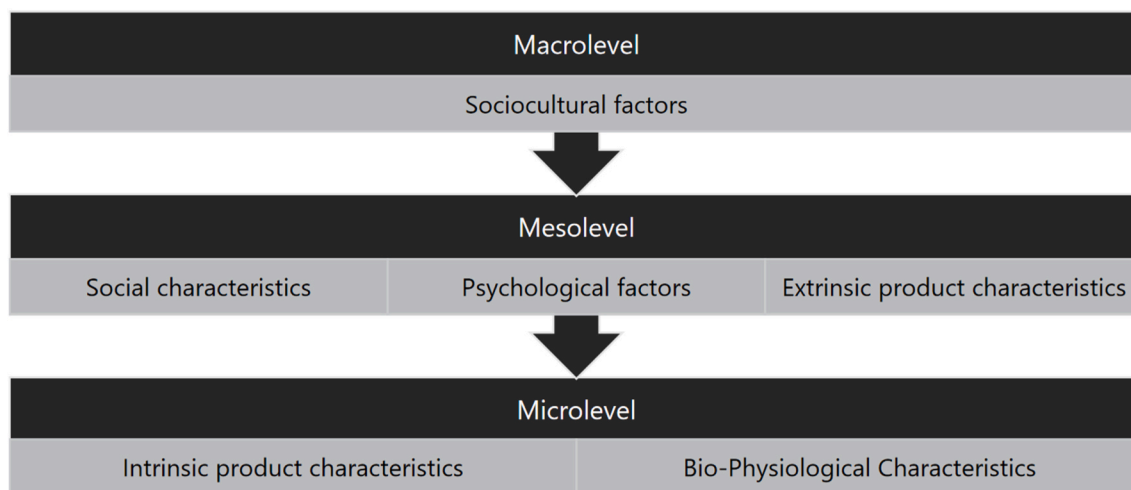 Macrolevel
Sociocultural factors
Mesolevel
Social characteristics
Psychological factors
Extrinsic product characteristics
Microlevel
Intrinsic product characteristics
Bio-Physiological Characteristics